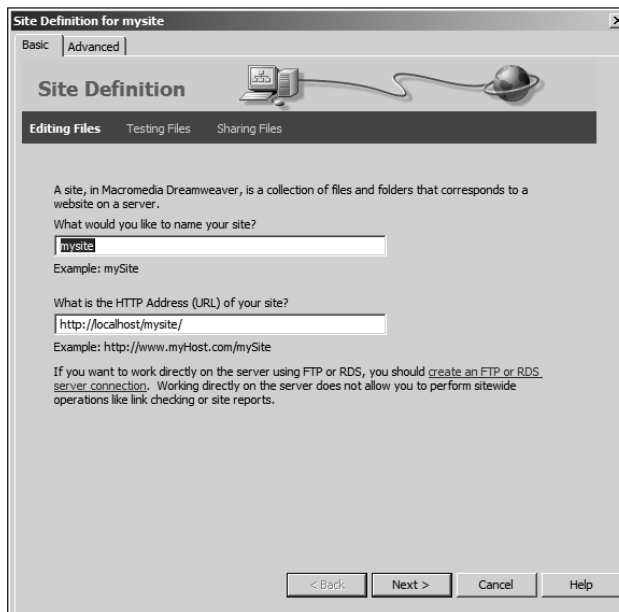 Site Definition for mysite
Basic Advanced
Site Definition
Editing Files Testing Files Sharing Files
A site, in Macromedia Dreamweaver, is a collection of files and folders that corresponds to a
website on a server.
What would you like to name your site?
mysite
Example: mySite
What is the HTTP Address (URL) of your site?
http://localhost/mysite/
Example: http://www.myHost.com/mySite
If you want to work directly on the server using FTP or RDS, you should create an FTP or RDS
server connection. Working directly on the server does not allow you to perform sitewide
operations like link checking or site reports.
< Back Next > Cancel Help